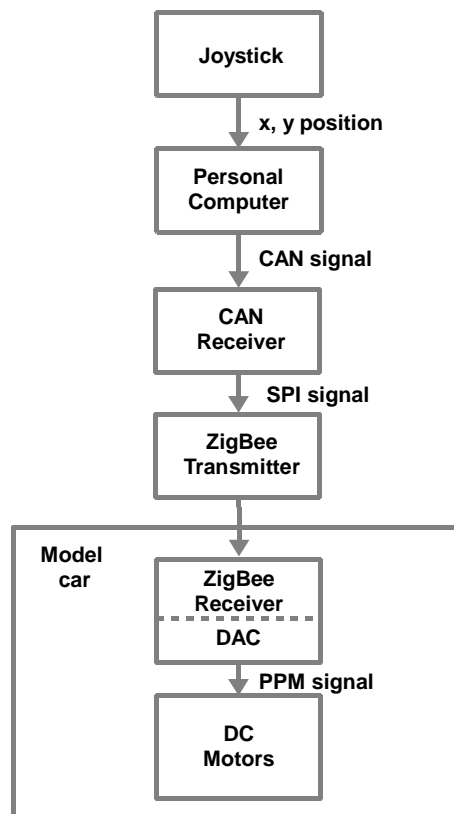 Joystick
x, y position
Personal
Computer
CAN signal
CAN
Receiver
SPI signal
ZigBee
Transmitter
Model
car
ZigBee
Receiver
DAC
PPM signal
DC
Motors